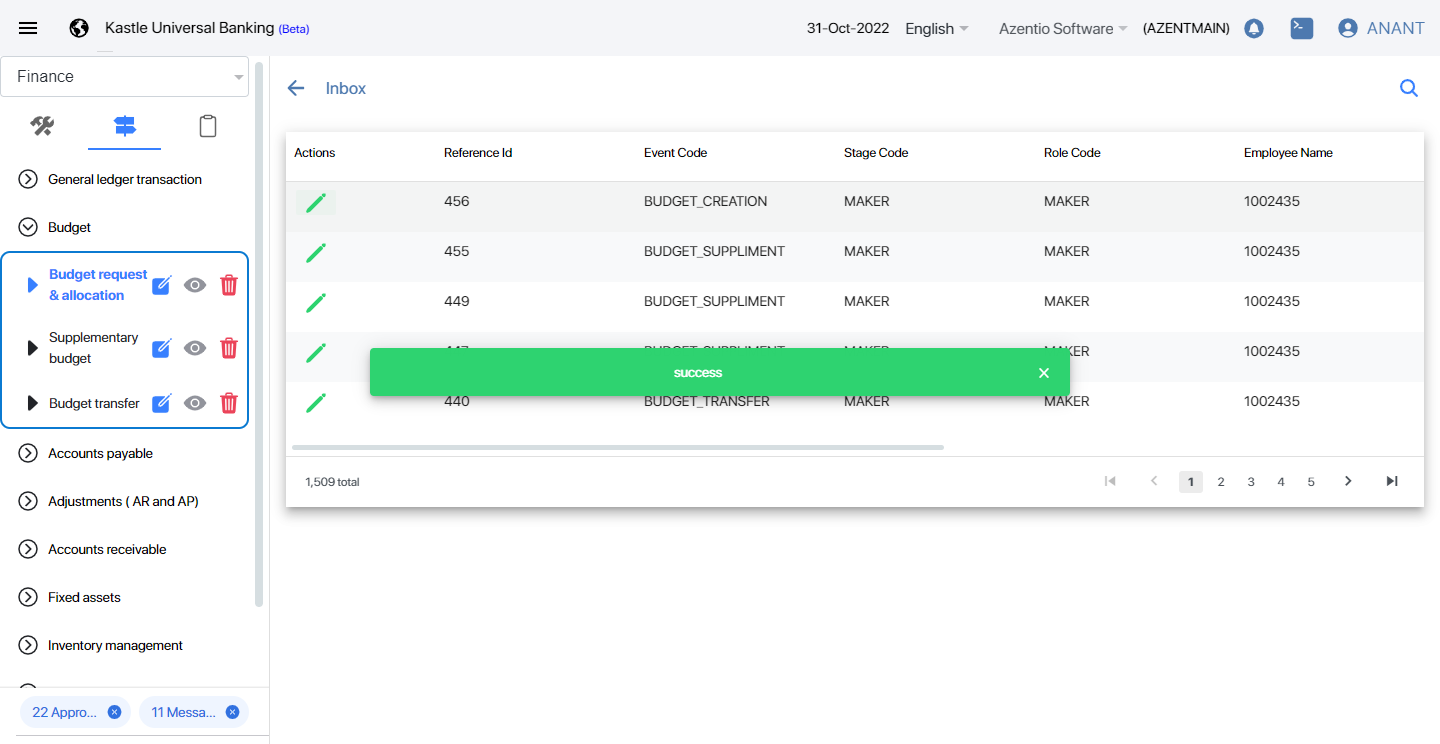 Kastle Universal Banking (Beta)
31-Oct-2022
English
Azentio Software
(AZENTMAIN)
ANANT
Finance
General ledger transaction
Budget
Budget request
& allocation
Supplementary
budget
Budget transfer
Accounts payable
Adjustments ( AR and AP)
Accounts receivable
Fixed assets
Inventory management
22 Appro...
11 Messa...
Inbox
Actions Reference Id Event Code Stage Code Role Code Employee Name
456 BUDGET_CREATION MAKER MAKER 1002435
455 BUDGET_SUPPLIMENT MAKER MAKER 1002435
449 BUDGET_SUPPLIMENT MAKER MAKER 1002435
1002435
success
440 BUDGET_TRANSFER MAKER MAKER 1002435
1,509 total
1 2 3 4 5